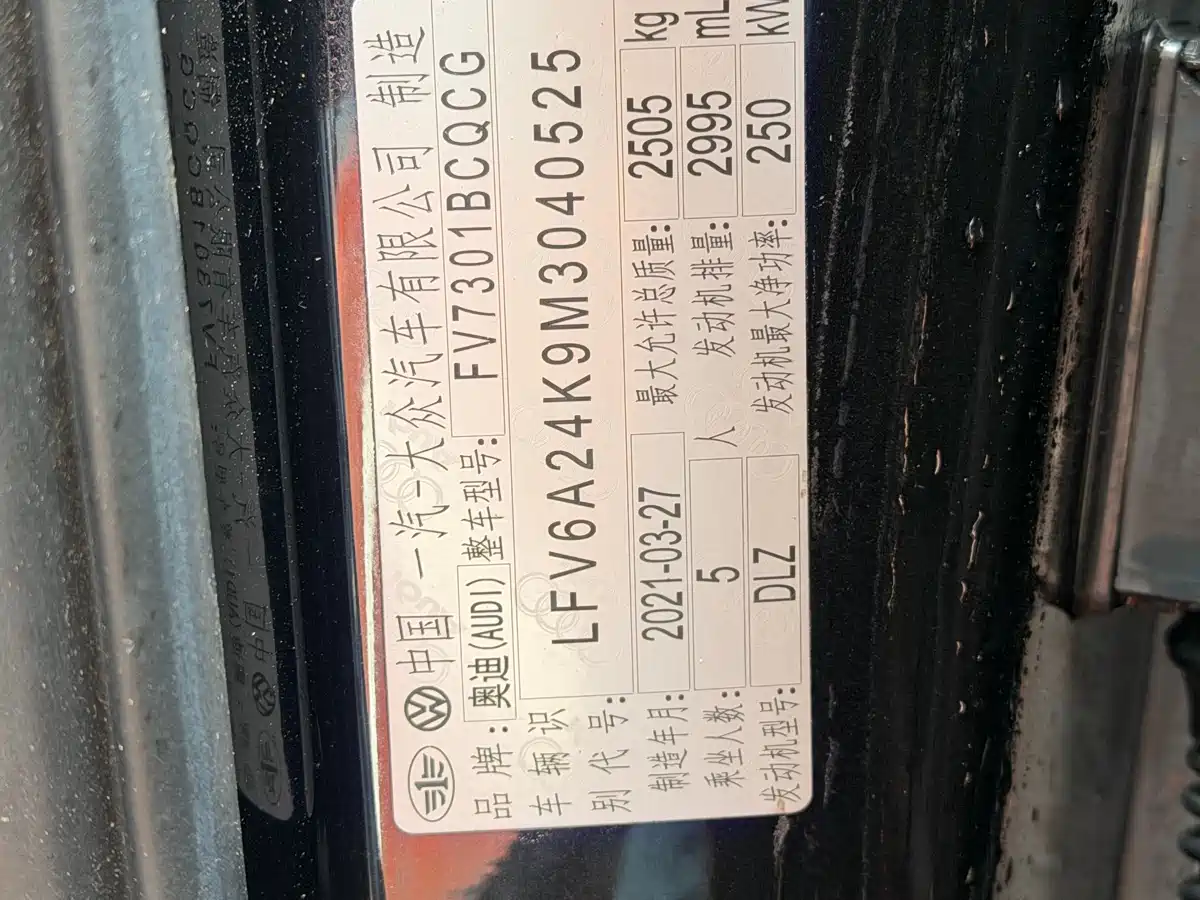 中国 一汽-大众汽车有限公司 制造
品牌: 奥迪(AUDI) 整车型号: FV7301BCQCG
车辆识别代号: LFV6A24K9M3040525
制造年月: 2021-03-27 最大允许总质量: 2505 kg
乘坐人数: 5 人 发动机排量: 2995 mL
发动机型号: DLZ 发动机最大净功率: 250 kW